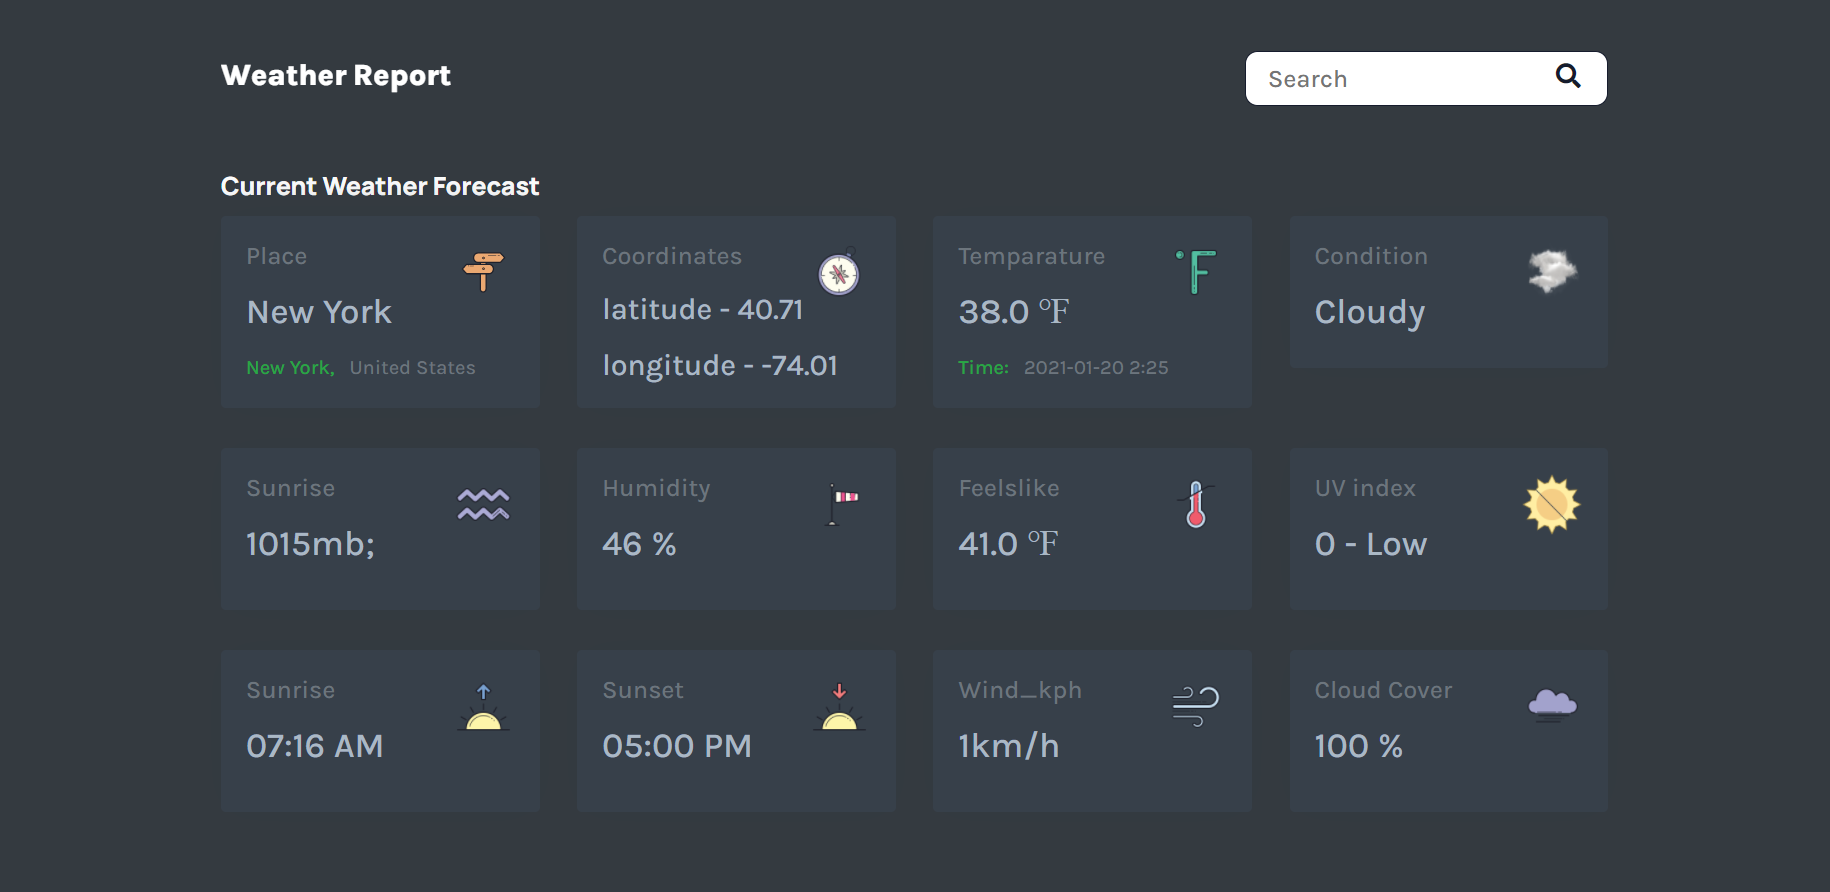 Weather Report
Search
Current Weather Forecast
Place
New York
New York, United States
Coordinates
latitude - 40.71
longitude - -74.01
Temparature
°F
38.0 °F
Time: 2021-01-20 2:25
Condition
Cloudy
Sunrise
1015mb;
Humidity
46 %
Feelslike
41.0 °F
UV index
0 - Low
Sunrise
07:16 AM
Sunset
05:00 PM
Wind_kph
1km/h
Cloud Cover
100 %